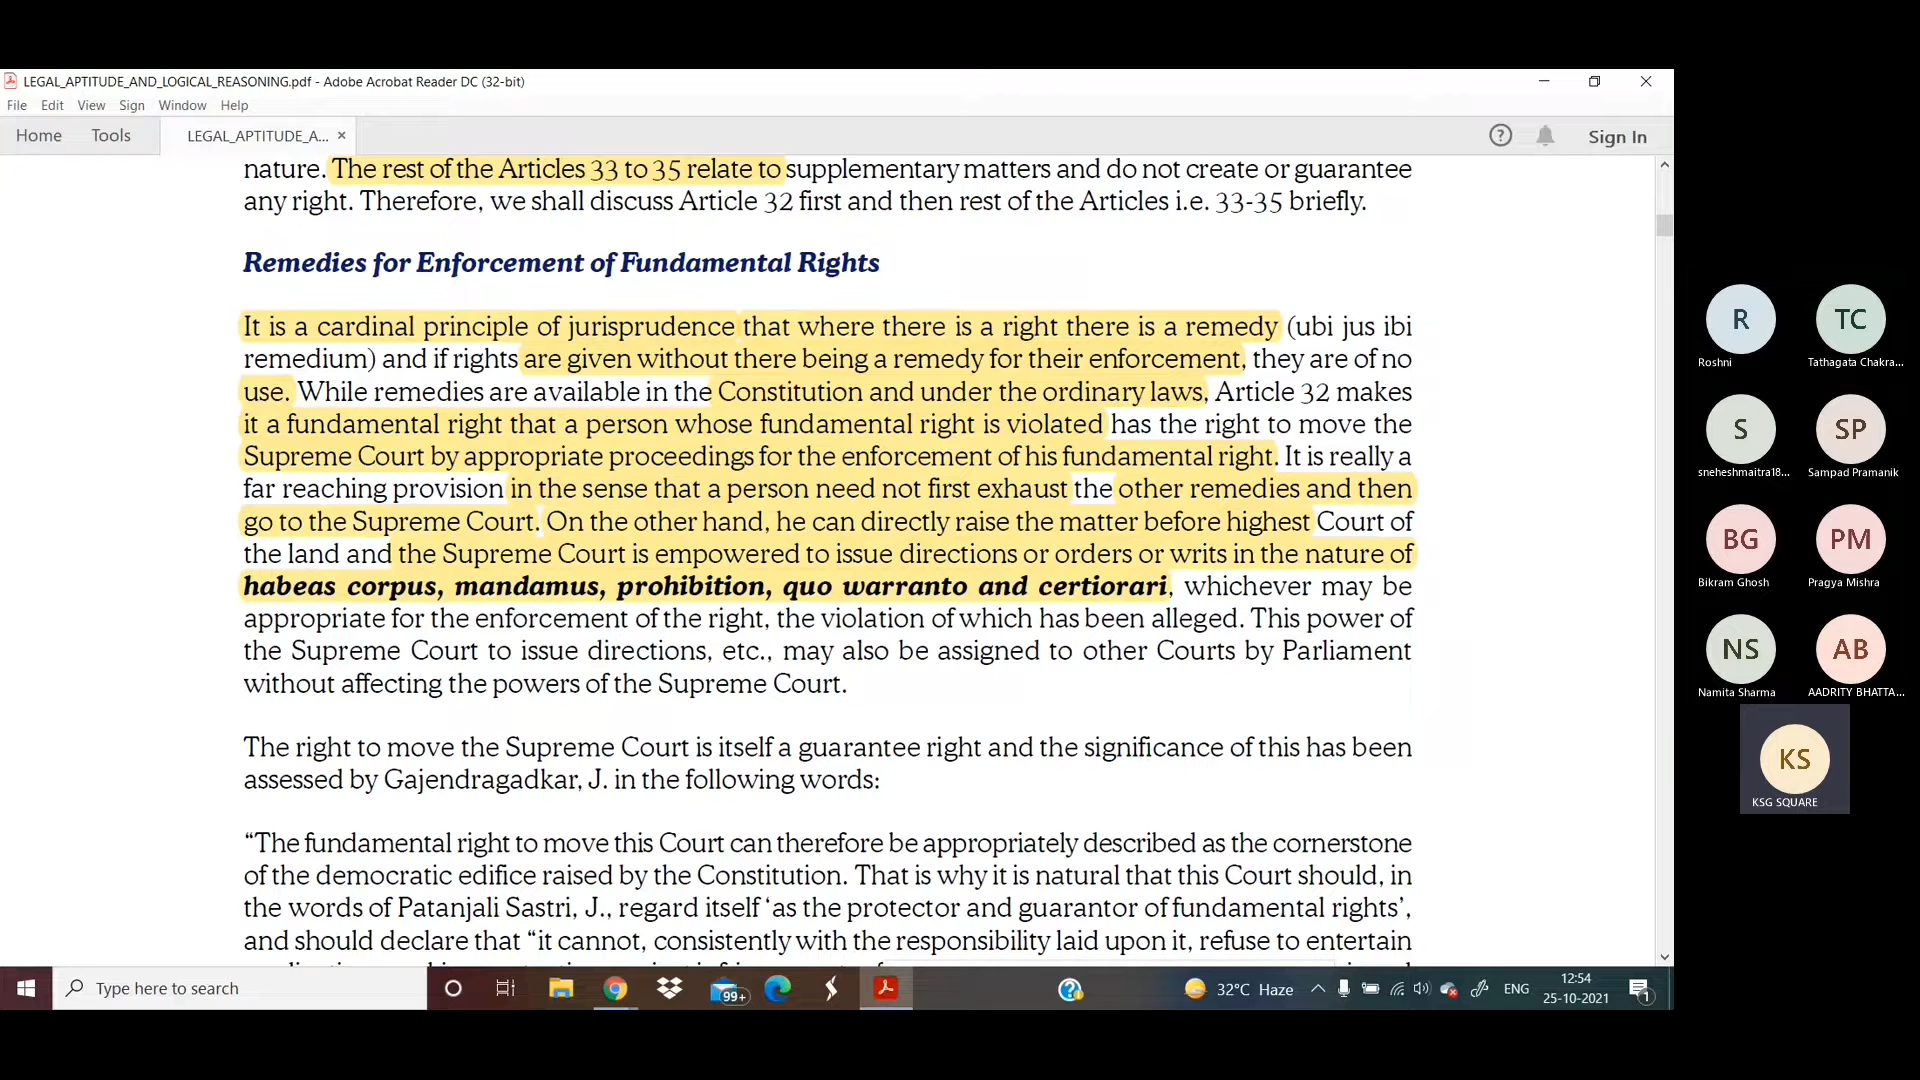 LEGAL_APTITUDE_AND_LOGICAL_REASONING.pdf - Adobe Acrobat Reader DC (32-bit)
File Edit View Sign Window Help
Home Tools LEGAL_APTITUDE_A... × Sign In
nature. The rest of the Articles 33 to 35 relate to supplementary matters and do not create or guarantee
any right. Therefore, we shall discuss Article 32 first and then rest of the Articles i.e. 33-35 briefly.
Remedies for Enforcement of Fundamental Rights
It is a cardinal principle of jurisprudence that where there is a right there is a remedy (ubi jus ibi
remedium) and if rights are given without there being a remedy for their enforcement, they are of no
use. While remedies are available in the Constitution and under the ordinary laws, Article 32 makes
it a fundamental right that a person whose fundamental right is violated has the right to move the
Supreme Court by appropriate proceedings for the enforcement of his fundamental right. It is really a
far reaching provision in the sense that a person need not first exhaust the other remedies and then
go to the Supreme Court. On the other hand, he can directly raise the matter before highest Court of
the land and the Supreme Court is empowered to issue directions or orders or writs in the nature of
habeas corpus, mandamus, prohibition, quo warranto and certiorari, whichever may be
appropriate for the enforcement of the right, the violation of which has been alleged. This power of
the Supreme Court to issue directions, etc., may also be assigned to other Courts by Parliament
without affecting the powers of the Supreme Court.
The right to move the Supreme Court is itself a guarantee right and the significance of this has been
assessed by Gajendragadkar, J. in the following words:
“The fundamental right to move this Court can therefore be appropriately described as the cornerstone
of the democratic edifice raised by the Constitution. That is why it is natural that this Court should, in
the words of Patanjali Sastri, J., regard itself ‘as the protector and guarantor of fundamental rights’,
and should declare that “it cannot, consistently with the responsibility laid upon it, refuse to entertain
R TC
Roshni Tathagata Chakra...
S SP
sneheshmaitra18... Sampad Pramanik
BG PM
Bikram Ghosh Pragya Mishra
NS AB
Namita Sharma AADRITY BHATTA...
KS
KSG SQUARE
Type here to search 99+ 32°C Haze ENG 12:54
25-10-2021 1